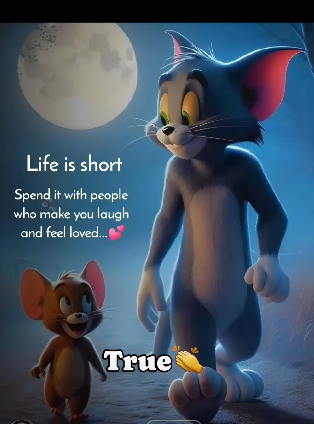 Life is short
Spend it with people
who make you laugh
and feel loved...💞
True👏